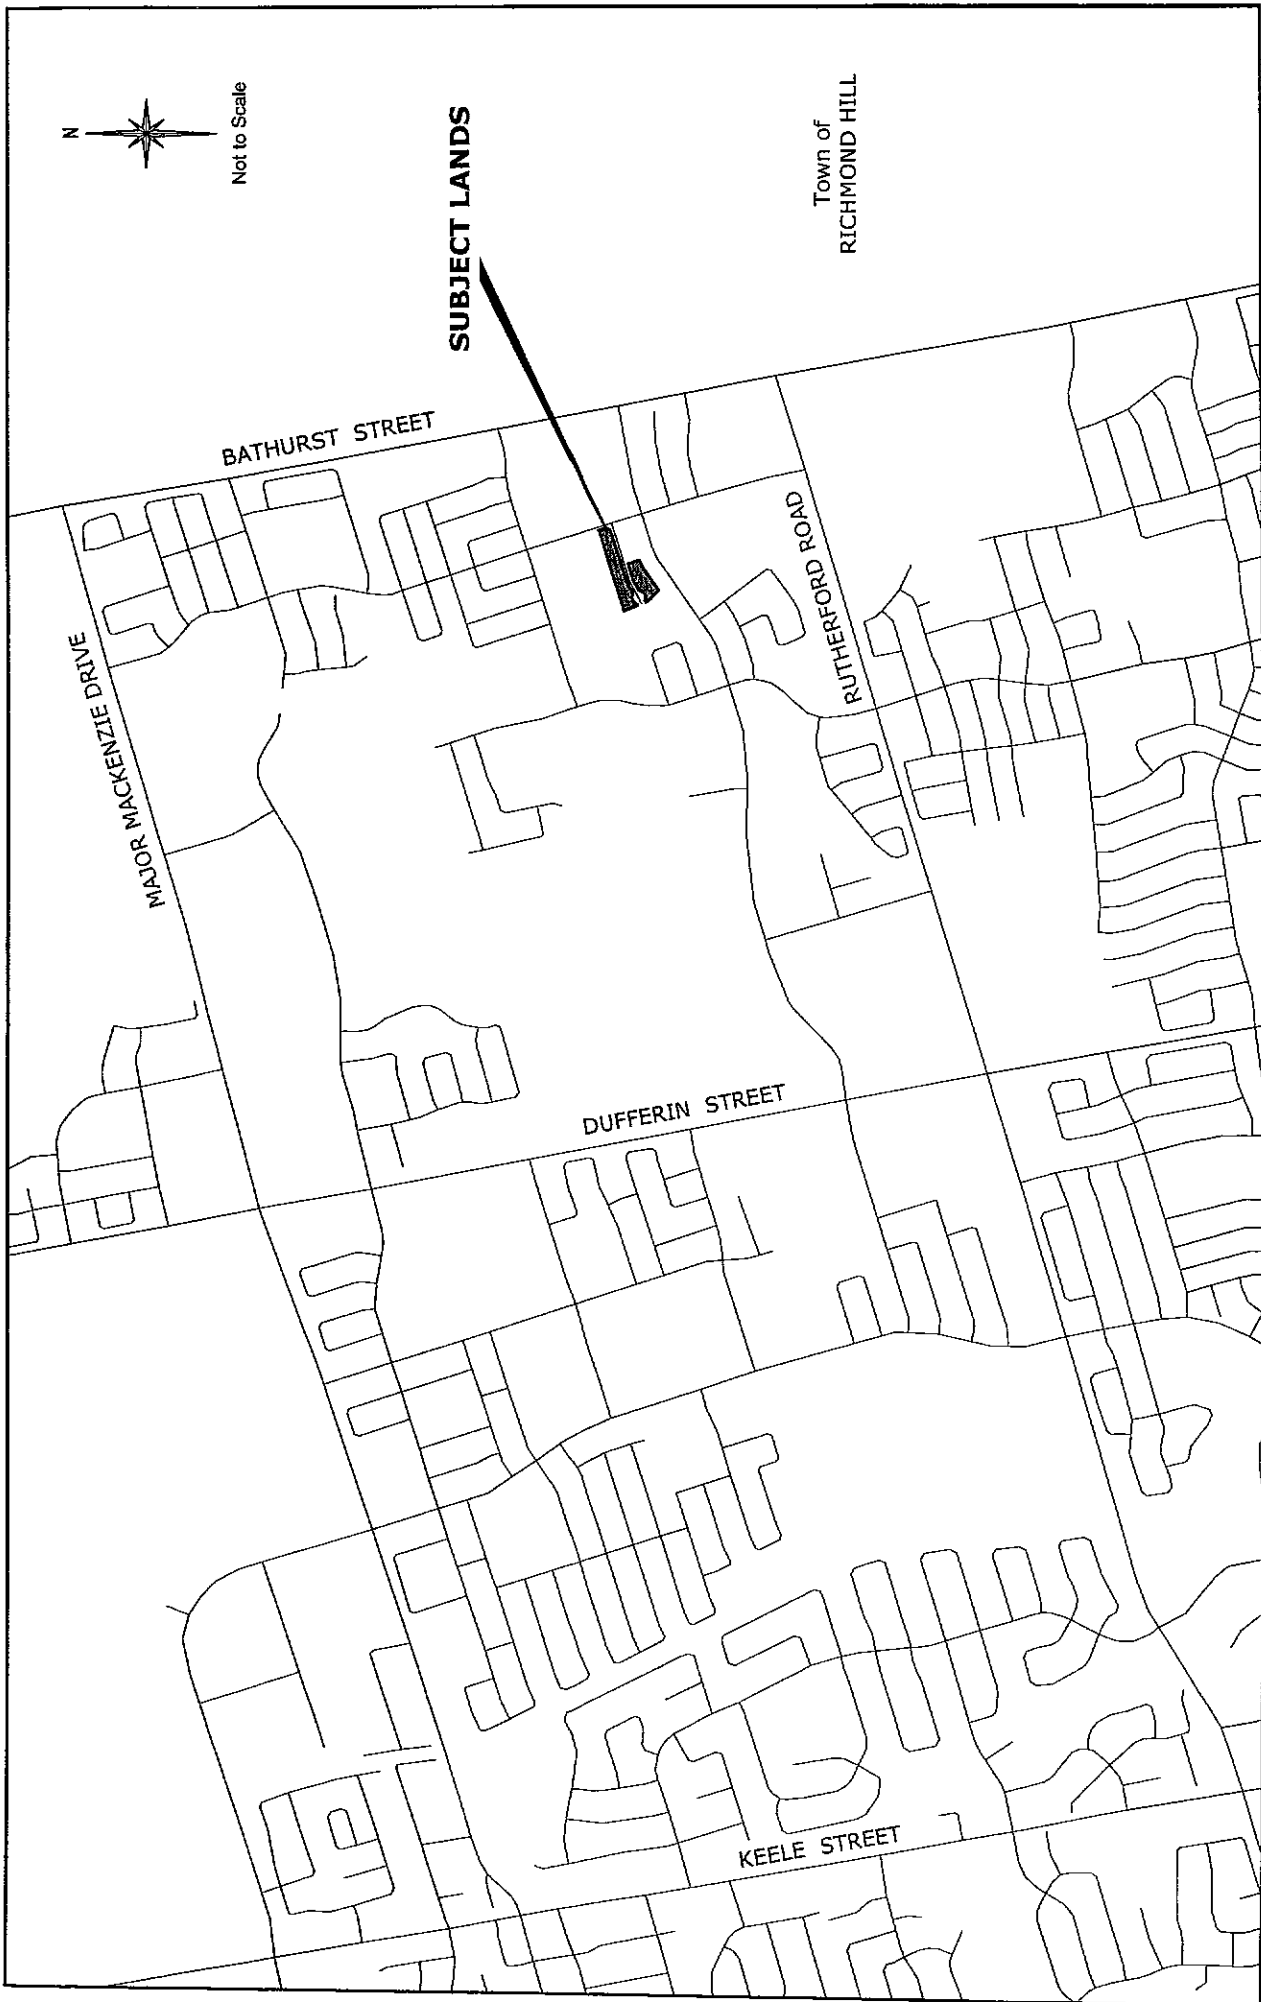 N
Not to Scale
SUBJECT LANDS
Town of
RICHMOND HILL
BATHURST STREET
MAJOR MACKENZIE DRIVE
RUTHERFORD ROAD
DUFFERIN STREET
KEELE STREET